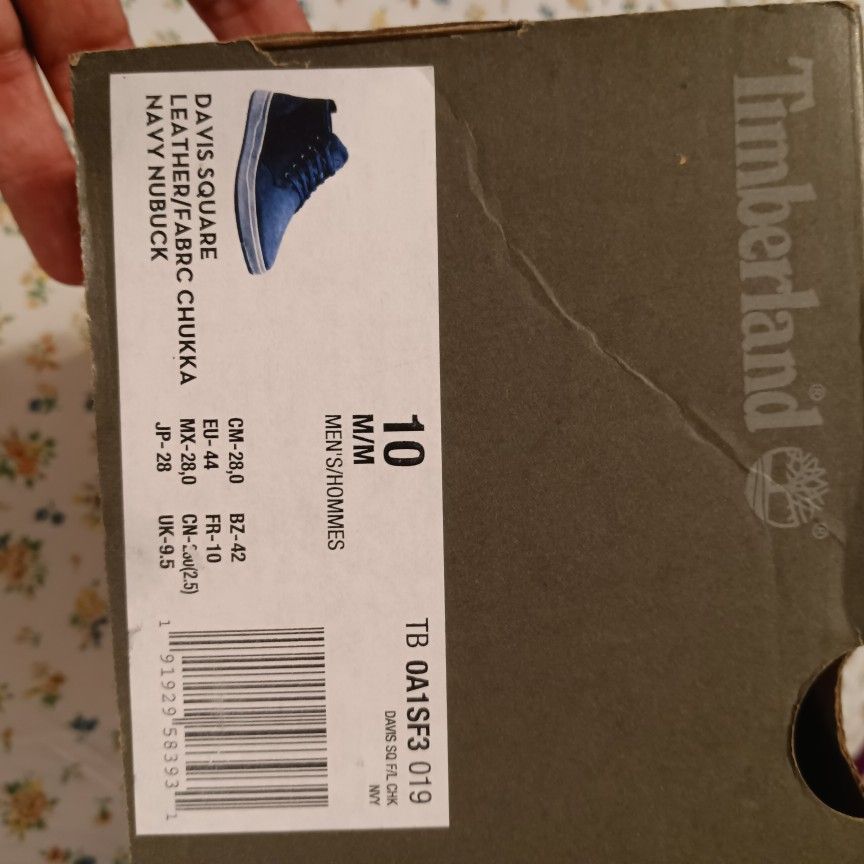 Timberland®
®
DAVIS SQUARE
LEATHER/FABRC CHUKKA
NAVY NUBUCK
10
M/M
MEN'S/HOMMES
CM-28,0 BZ-42
EU-44 FR-10
MX-28,0 (2.5)
JP-28 UK-9.5
TB 0A1SF3 019
DAVIS SQ F/L CHK
NVY
1 91929 58393 1